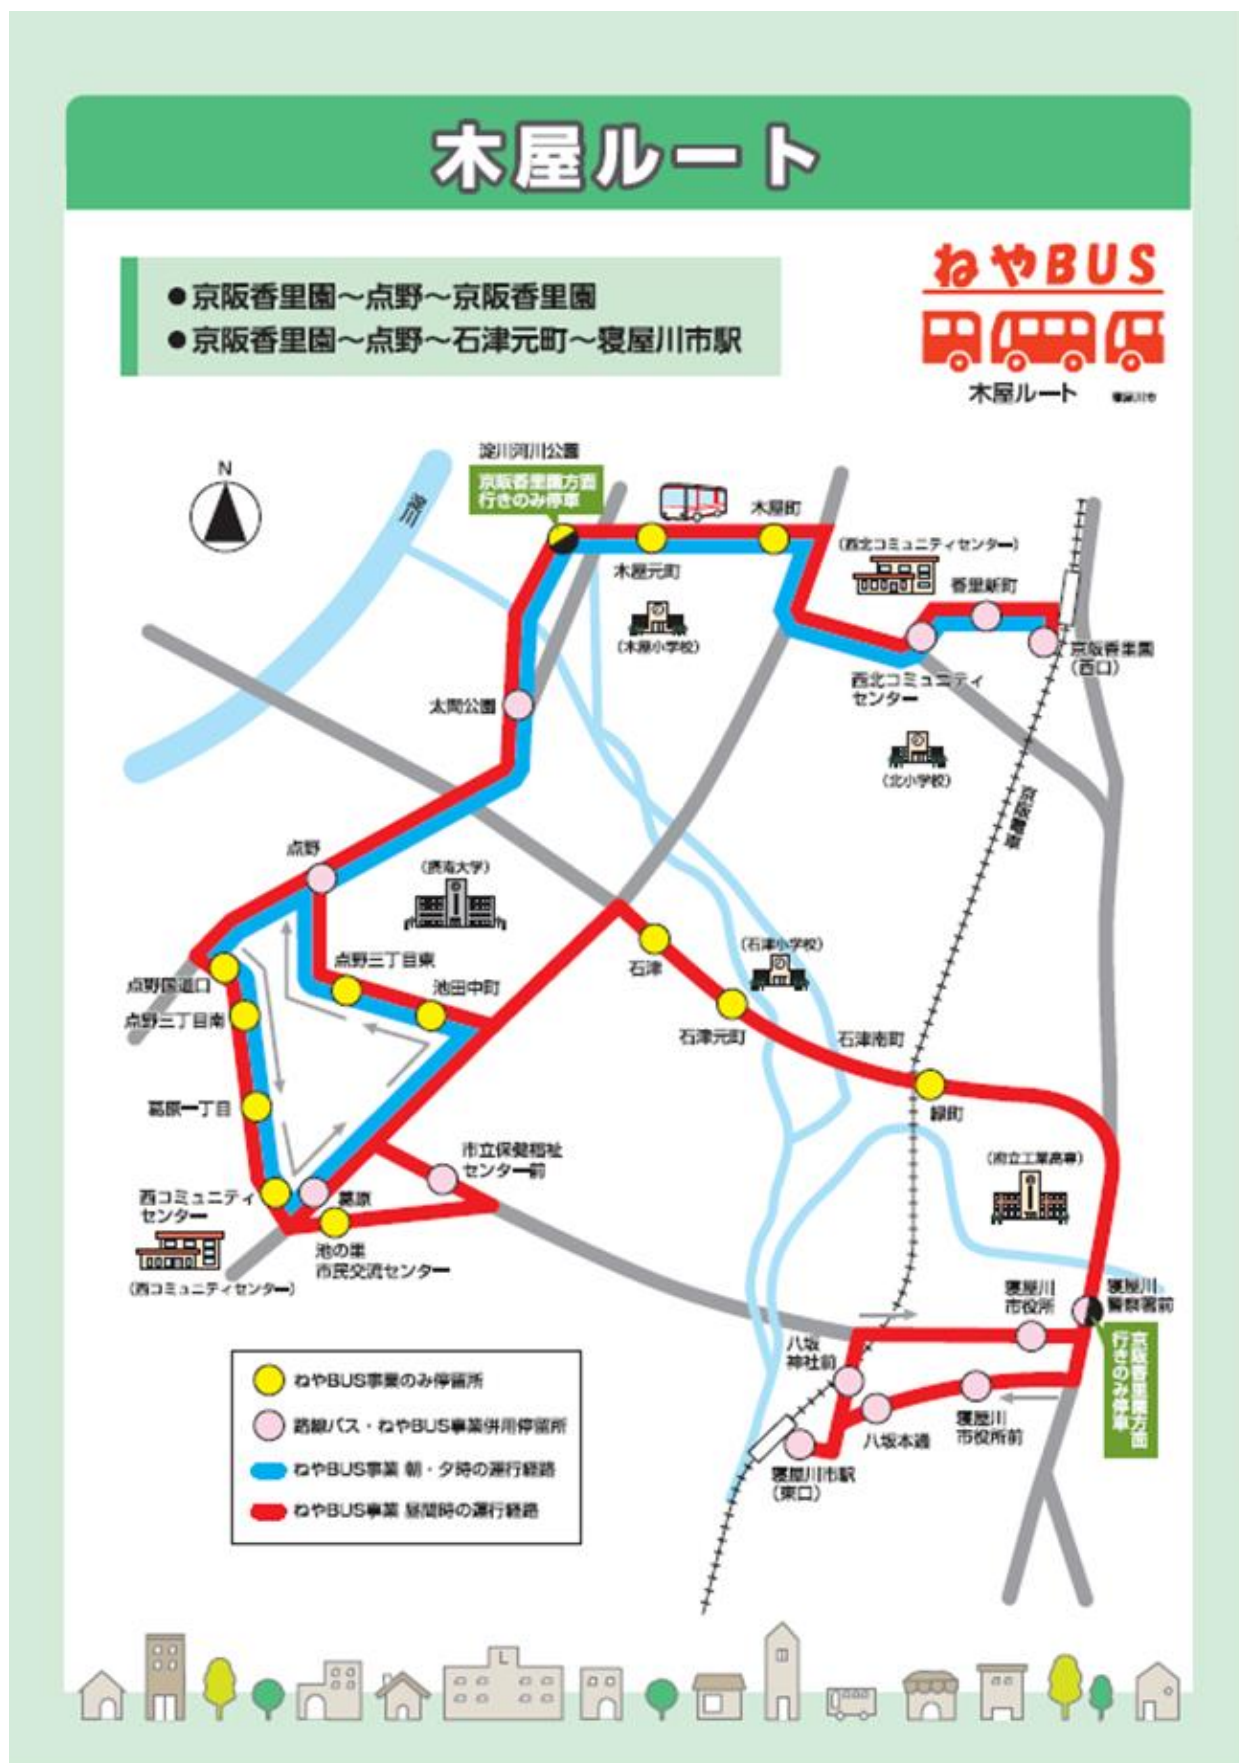 木屋ルート
●京阪香里園～点野～京阪香里園
●京阪香里園～点野～石津元町～寝屋川市駅
ねやBUS
木屋ルート
寝屋川市
N
淀川
淀川河川公園
京阪香里園方面
行きのみ停車
木屋町
木屋元町
(木屋小学校)
(西北コミュニティセンター)
香里新町
京阪香里園
(西口)
西北コミュニティ
センター
(北小学校)
太間公園
京阪電車
点野
(摂南大学)
点野三丁目東
池田中町
点野国道口
点野三丁目南
葛原一丁目
石津
(石津小学校)
石津元町
石津南町
緑町
市立保健福祉
センター前
(府立工業高専)
西コミュニティ
センター
葛原
池の里
市民交流センター
(西コミュニティセンター)
寝屋川
市役所
寝屋川
警察署前
京阪香里園方面
行きのみ停車
八坂
神社前
八坂本通
寝屋川
市役所前
寝屋川市駅
(東口)
ねやBUS事業のみ停留所
路線バス・ねやBUS事業併用停留所
ねやBUS事業 朝・夕時の運行経路
ねやBUS事業 昼間時の運行経路